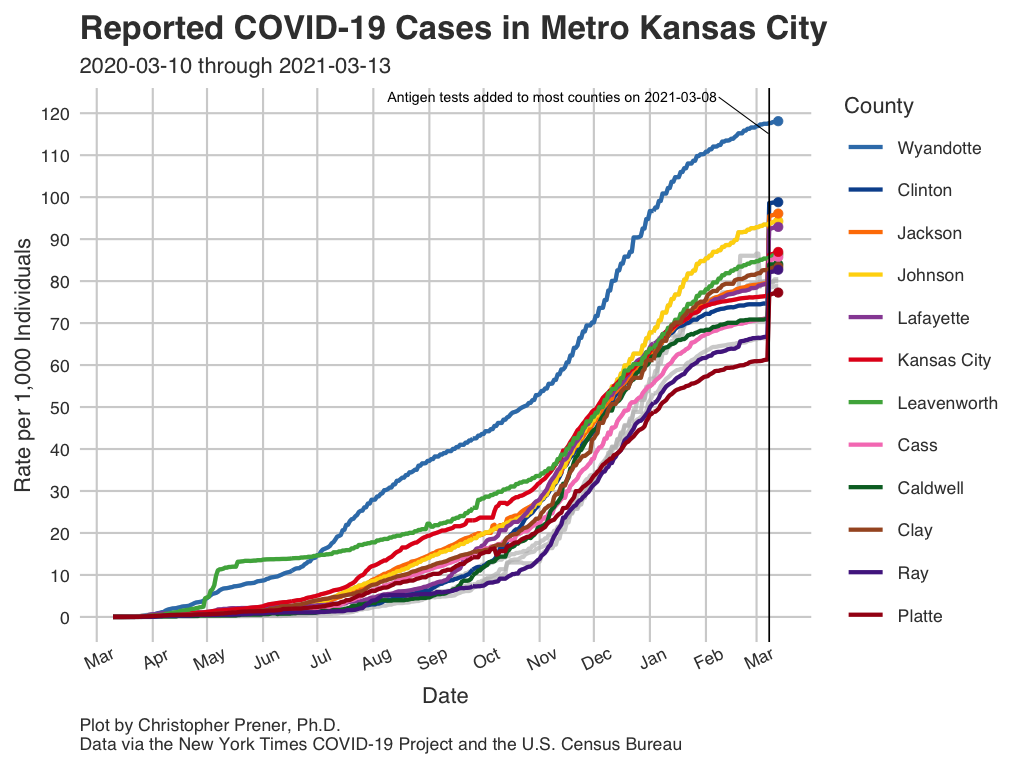 Reported COVID-19 Cases in Metro Kansas City
2020-03-10 through 2021-03-13
Antigen tests added to most counties on 2021-03-08
Rate per 1,000 Individuals
120
110
100
90
80
70
60
50
40
30
20
10
0
Mar Apr May Jun Jul Aug Sep Oct Nov Dec Jan Feb Mar
Date
County
Wyandotte
Clinton
Jackson
Johnson
Lafayette
Kansas City
Leavenworth
Cass
Caldwell
Clay
Ray
Platte
Plot by Christopher Prener, Ph.D.
Data via the New York Times COVID-19 Project and the U.S. Census Bureau